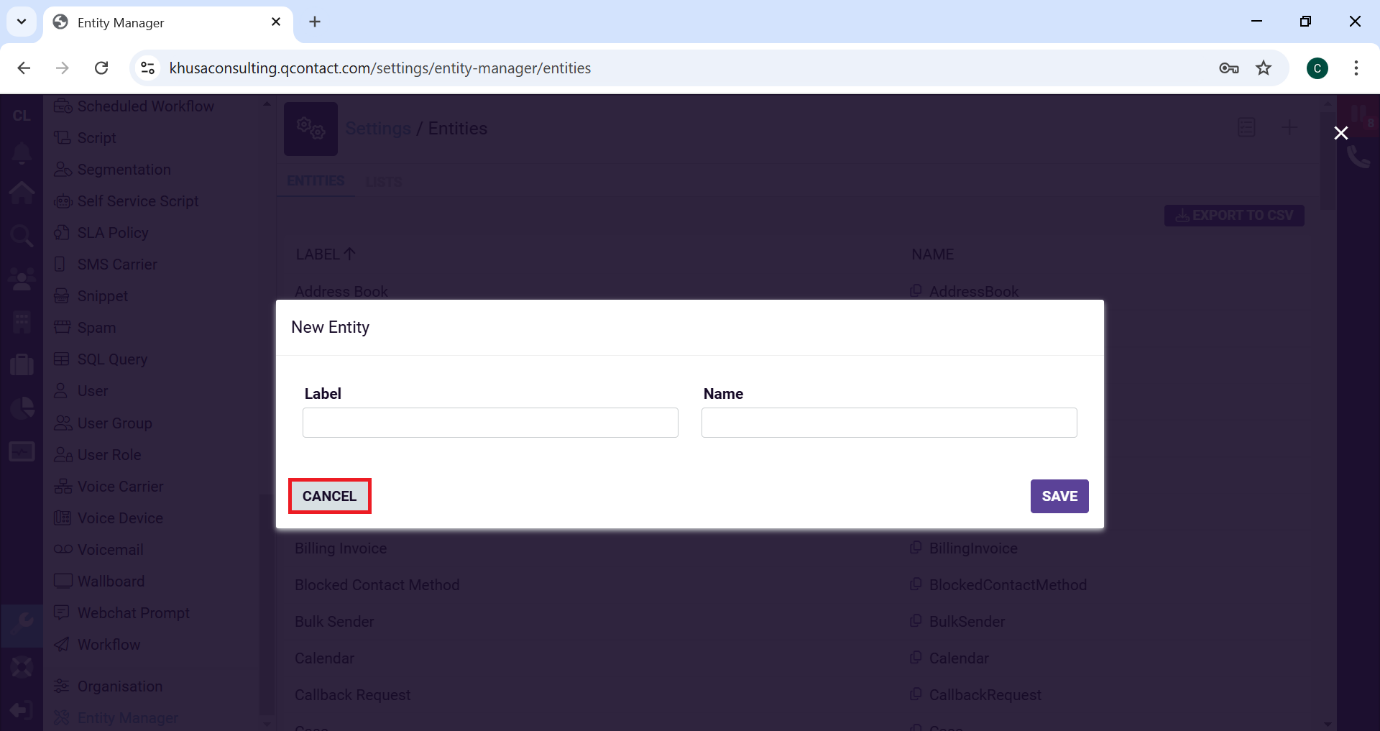 Entity Manager
khusaconsulting.qcontact.com/settings/entity-manager/entities
C
CL
Scheduled Workflow
Script
Segmentation
Self Service Script
SLA Policy
SMS Carrier
Snippet
Spam
SQL Query
User
User Group
User Role
Voice Carrier
Voice Device
Voicemail
Wallboard
Webchat Prompt
Workflow
Organisation
Entity Manager
Settings / Entities
ENTITIES LISTS
EXPORT TO CSV
LABEL NAME
Address Book AddressBook
New Entity
Label Name
CANCEL SAVE
Billing Invoice BillingInvoice
Blocked Contact Method BlockedContactMethod
Bulk Sender BulkSender
Calendar Calendar
Callback Request CallbackRequest